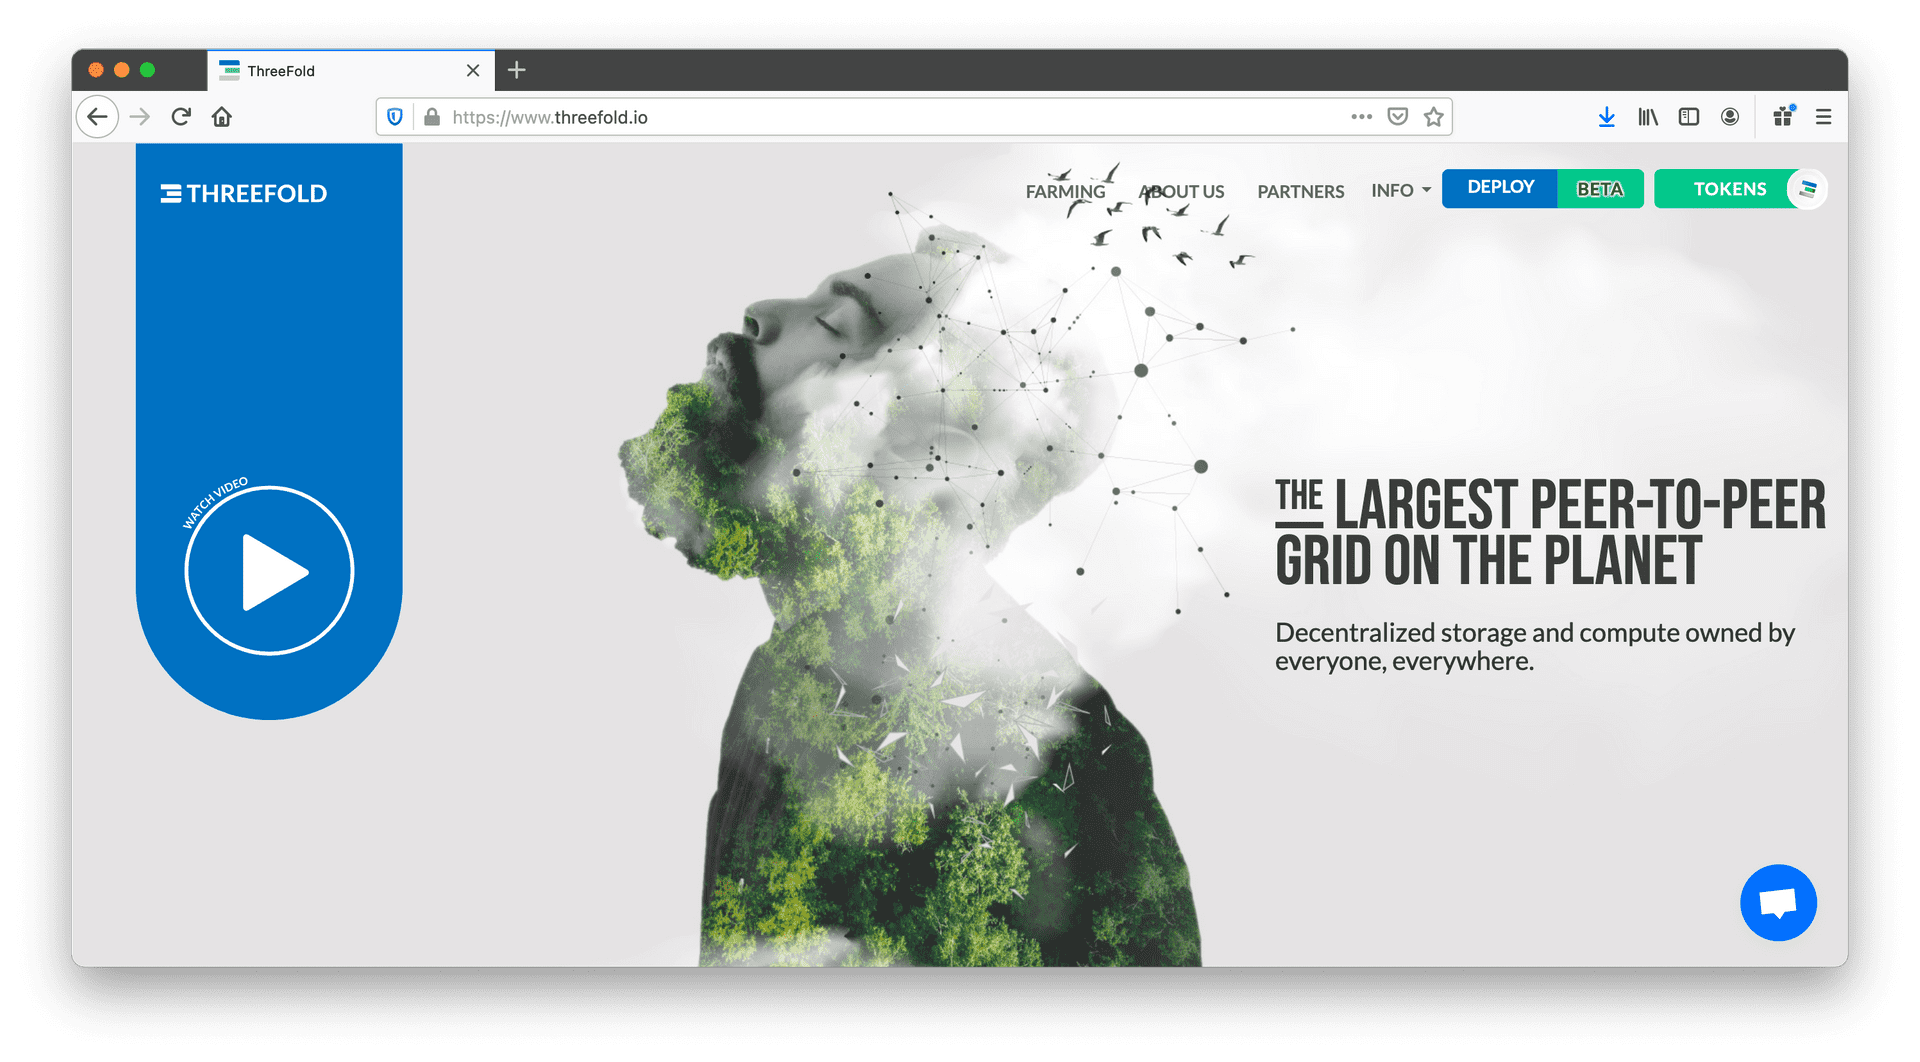 ThreeFold
https://www.threefold.io
THREEFOLD
FARMING
ABOUT US
PARTNERS
INFO
DEPLOY
BETA
TOKENS
WATCH VIDEO
THE LARGEST PEER-TO-PEER
GRID ON THE PLANET
Decentralized storage and compute owned by
everyone, everywhere.